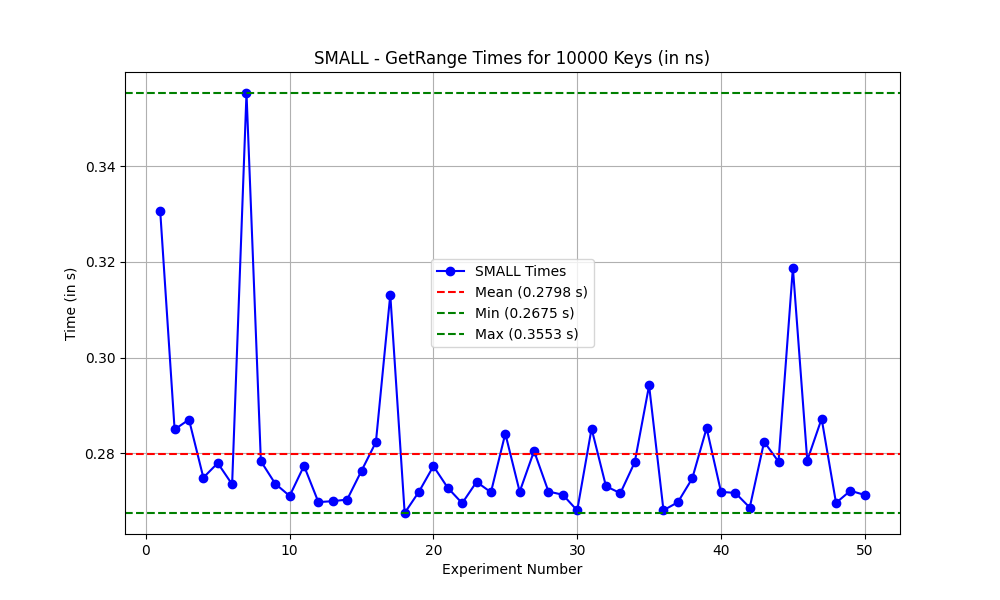 SMALL - GetRange Times for 10000 Keys (in ns)
Time (in s)
0.34
0.32
0.30
0.28
SMALL Times
Mean (0.2798 s)
Min (0.2675 s)
Max (0.3553 s)
0 10 20 30 40 50
Experiment Number